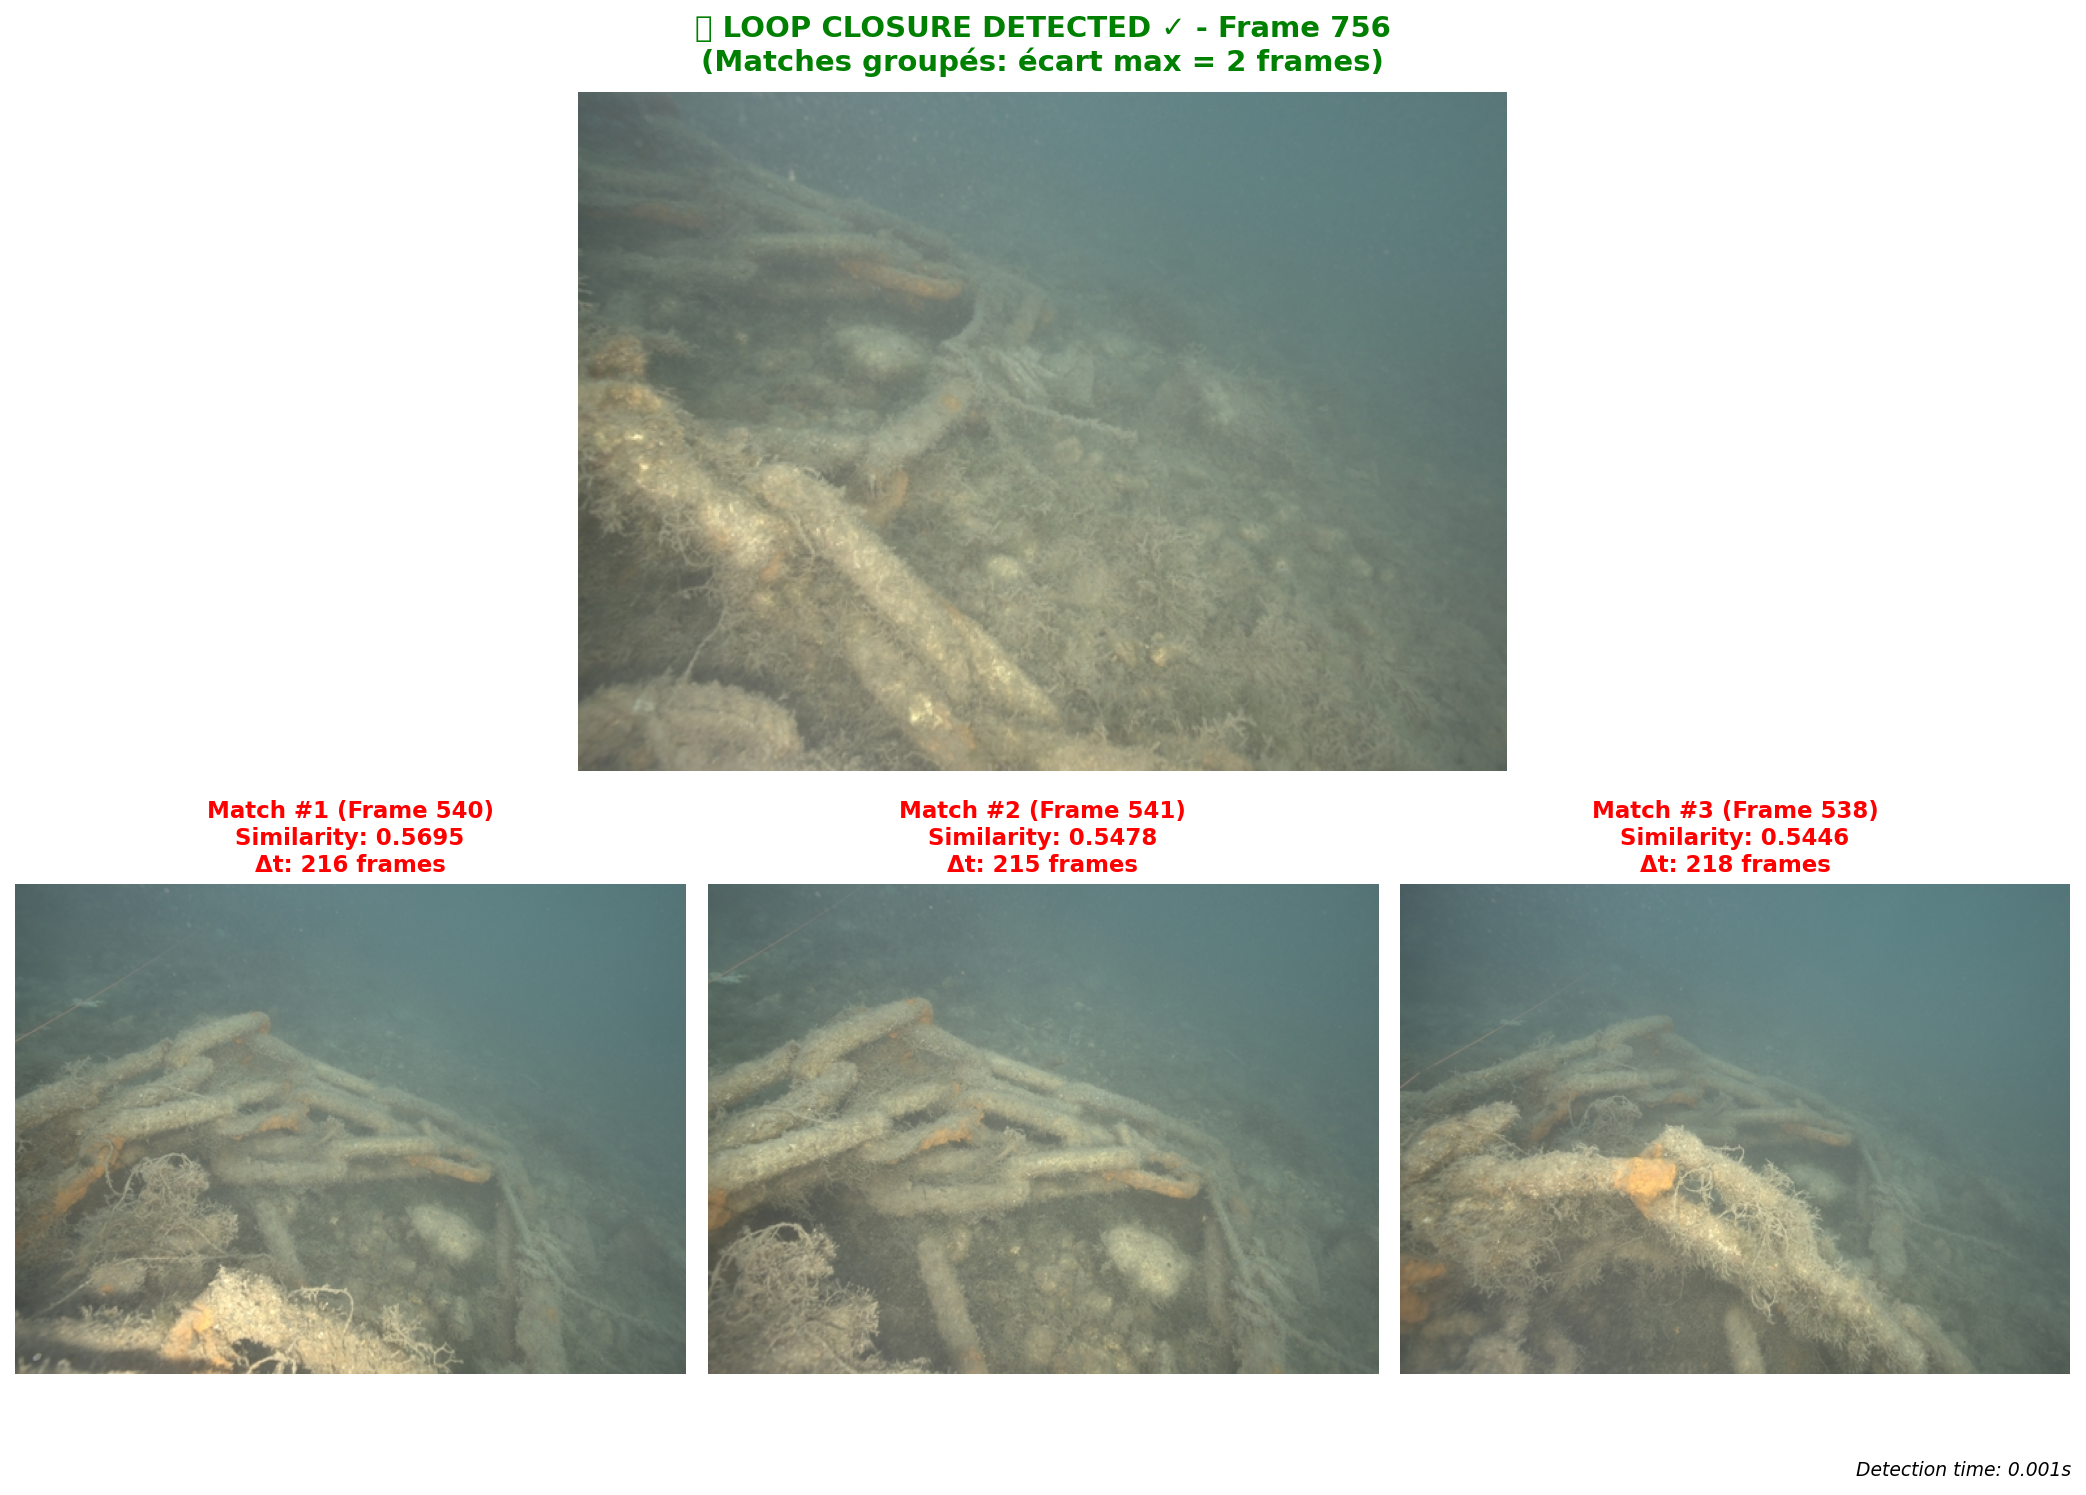 ▯ LOOP CLOSURE DETECTED ✓ - Frame 756
(Matches groupés: écart max = 2 frames)
Match #1 (Frame 540)
Similarity: 0.5695
Δt: 216 frames
Match #2 (Frame 541)
Similarity: 0.5478
Δt: 215 frames
Match #3 (Frame 538)
Similarity: 0.5446
Δt: 218 frames
Detection time: 0.001s